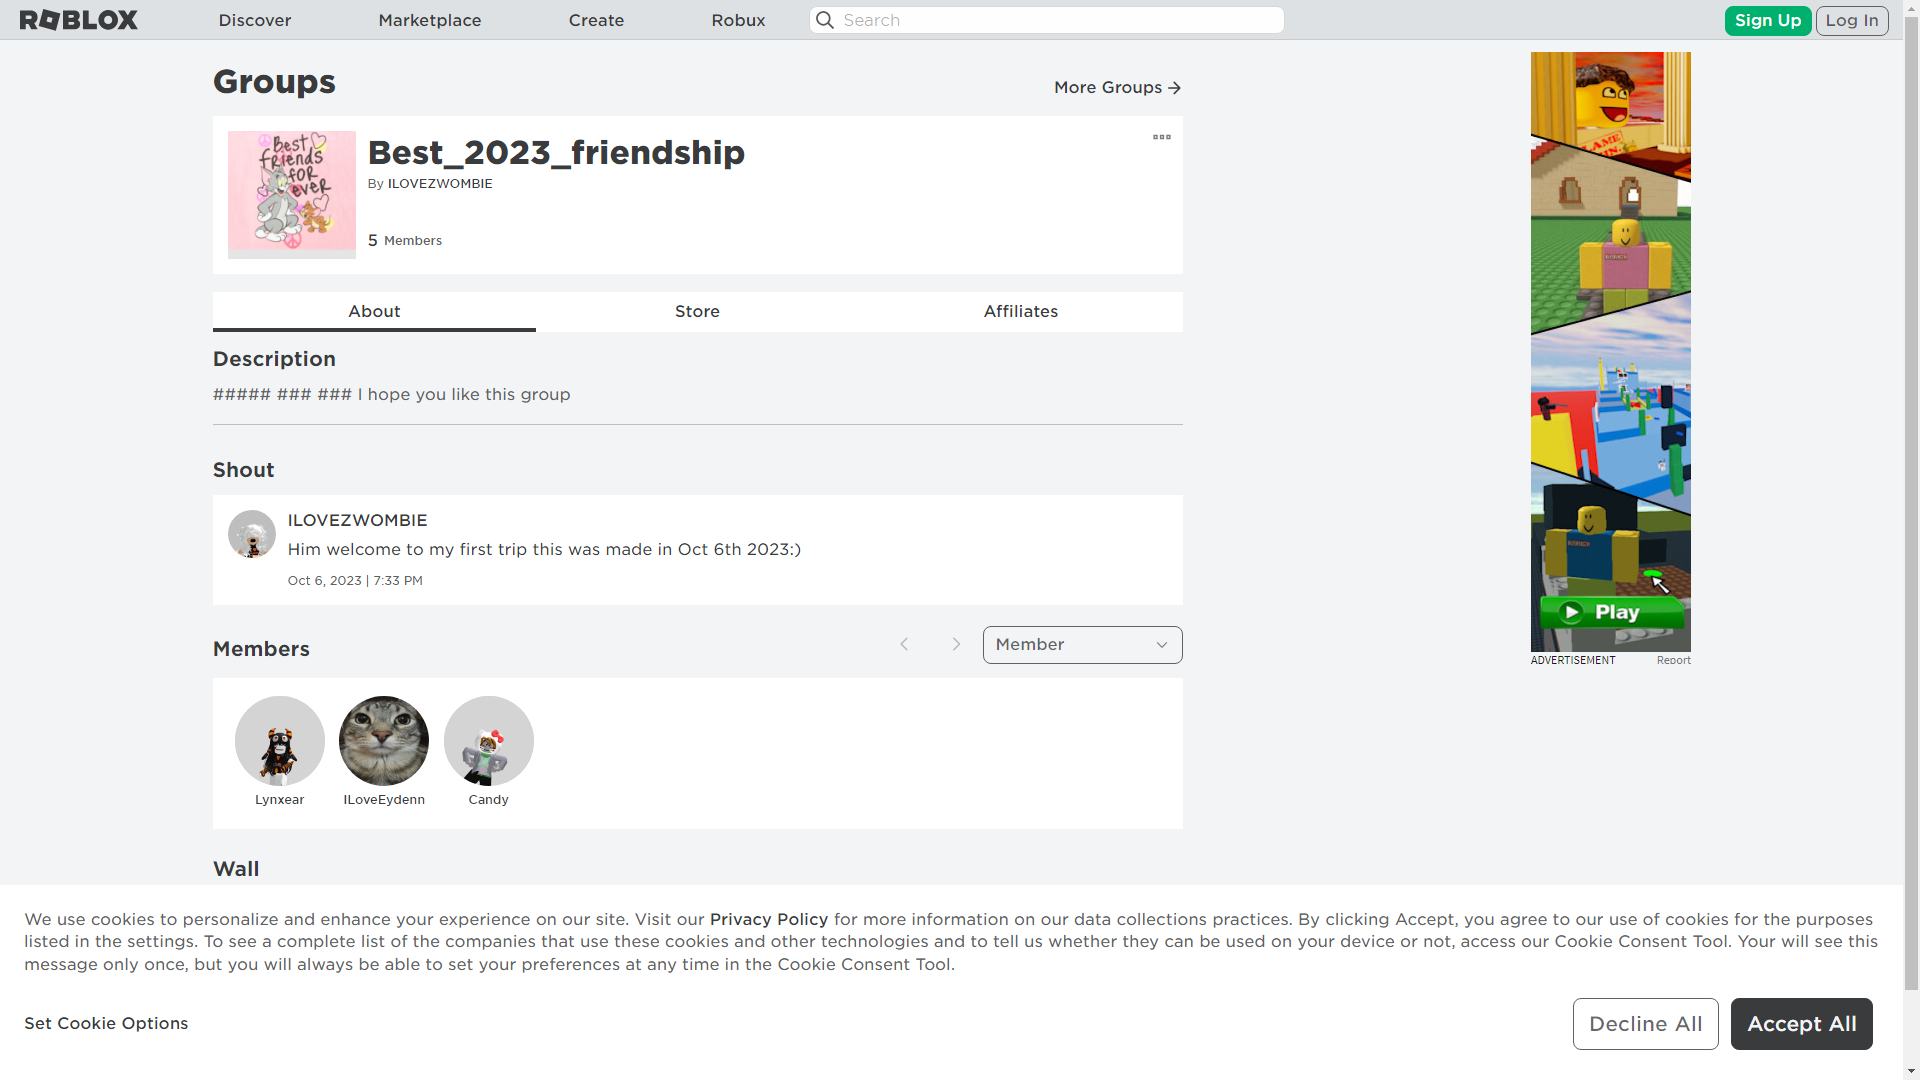 ROBLOX Discover Marketplace Create Robux Search Sign Up Log In
Groups
More Groups
Best
friends
for
ever
Best_2023_friendship
By ILOVEZWOMBIE
5 Members
About Store Affiliates
Description
##### ### ### I hope you like this group
Shout
ILOVEZWOMBIE
Him welcome to my first trip this was made in Oct 6th 2023:)
Oct 6, 2023 | 7:33 PM
Members
Member
Lynxear ILoveEydenn Candy
Wall
Play
ADVERTISEMENT Report
We use cookies to personalize and enhance your experience on our site. Visit our Privacy Policy for more information on our data collections practices. By clicking Accept, you agree to our use of cookies for the purposes
listed in the settings. To see a complete list of the companies that use these cookies and other technologies and to tell us whether they can be used on your device or not, access our Cookie Consent Tool. Your will see this
message only once, but you will always be able to set your preferences at any time in the Cookie Consent Tool.
Set Cookie Options
Decline All
Accept All